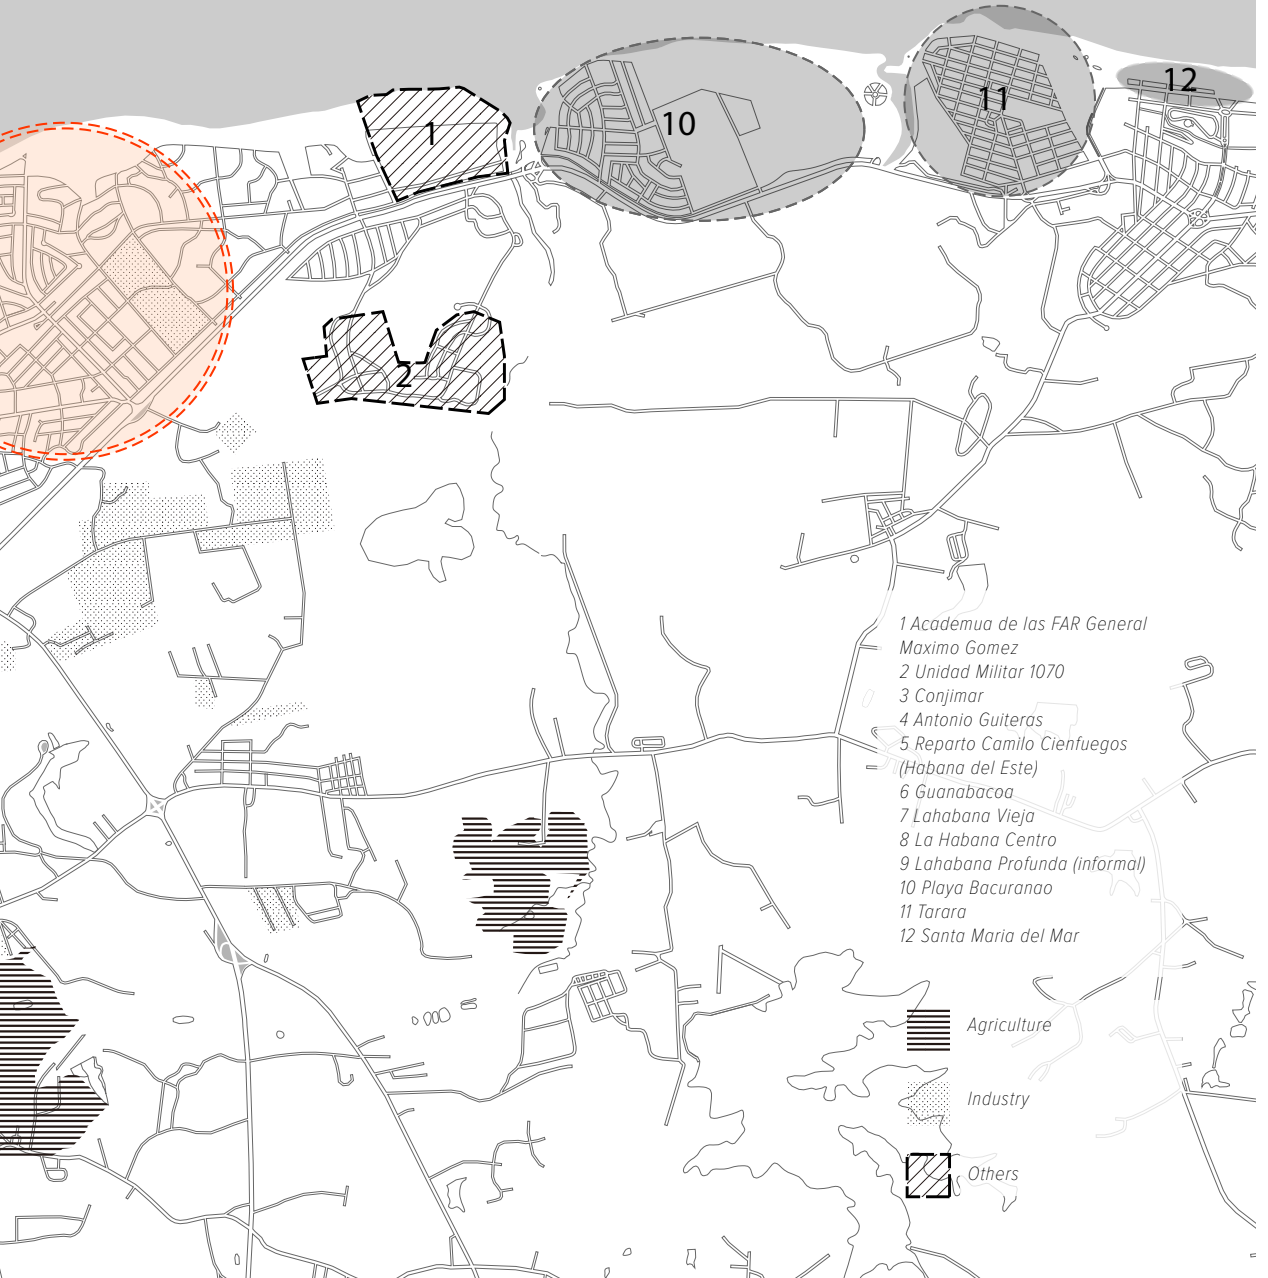 12
11
10
1
2
1 Academua de las FAR General
Maximo Gomez
2 Unidad Militar 1070
3 Conjimar
4 Antonio Guiteras
5 Reparto Camilo Cienfuegos
(Habana del Este)
6 Guanabacoa
7 Lahabana Vieja
8 La Habana Centro
9 Lahabana Profunda (informal)
10 Playa Bacuranao
11 Tarara
12 Santa Maria del Mar
Agriculture
Industry
Others